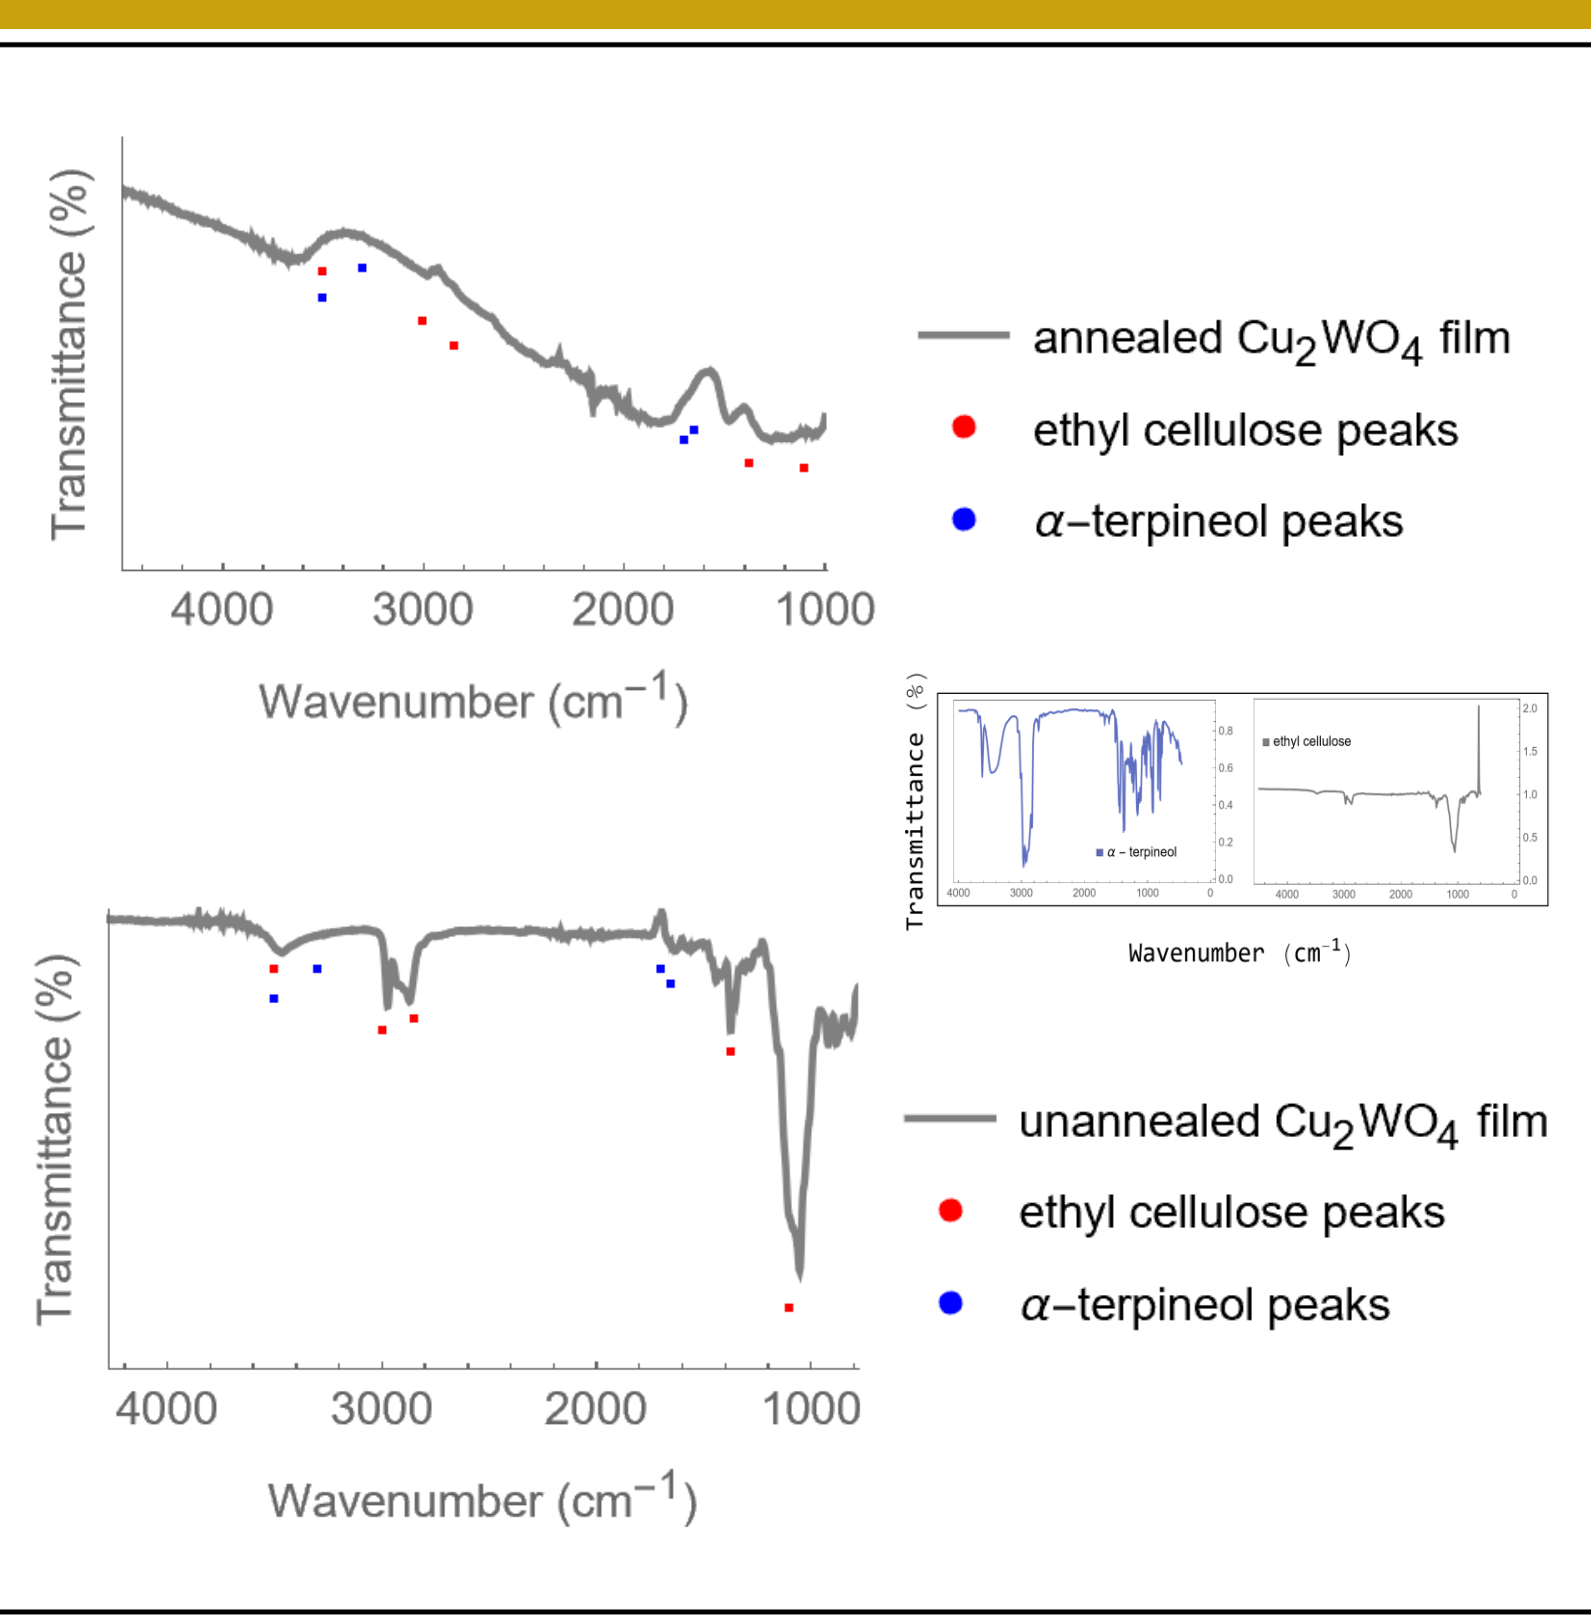 Transmittance (%)
4000 3000 2000 1000
Wavenumber (cm⁻¹)
annealed Cu₂WO₄ film
ethyl cellulose peaks
α−terpineol peaks
Transmittance (%)
0.8
0.6
0.4
0.2
0.0
α − terpineol
4000 3000 2000 1000 0
ethyl cellulose
2.0
1.5
1.0
0.5
0.0
4000 3000 2000 1000 0
Wavenumber (cm⁻¹)
Transmittance (%)
4000 3000 2000 1000
Wavenumber (cm⁻¹)
unannealed Cu₂WO₄ film
ethyl cellulose peaks
α−terpineol peaks